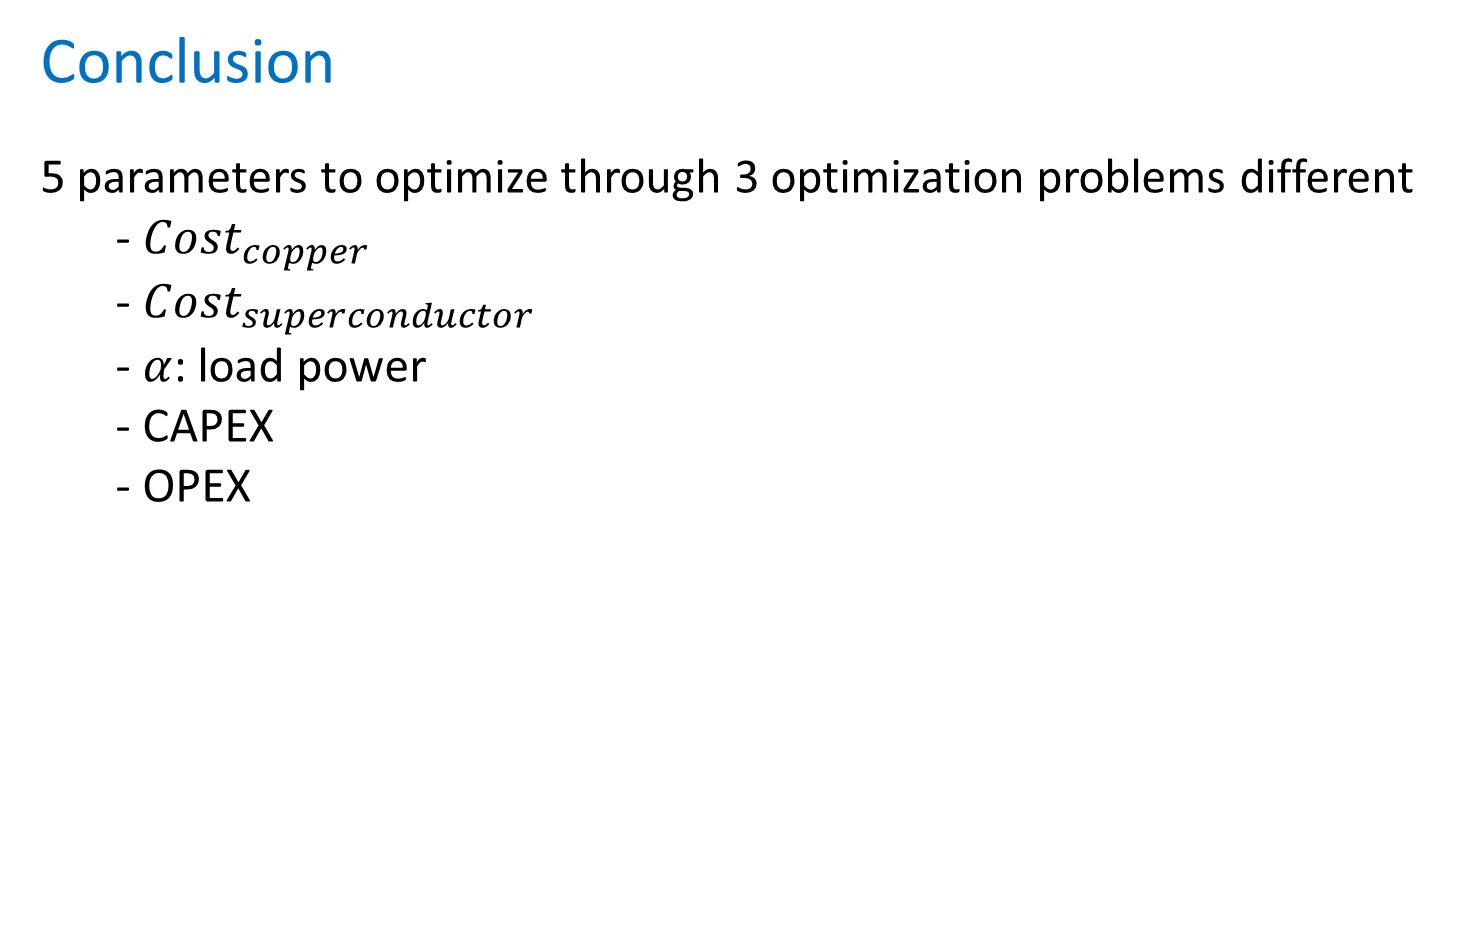 Conclusion
5 parameters to optimize through 3 optimization problems different
- 𝐶𝑜𝑠𝑡_𝑐𝑜𝑝𝑝𝑒𝑟
- 𝐶𝑜𝑠𝑡_𝑠𝑢𝑝𝑒𝑟𝑐𝑜𝑛𝑑𝑢𝑐𝑡𝑜𝑟
- 𝛼: load power
- CAPEX
- OPEX